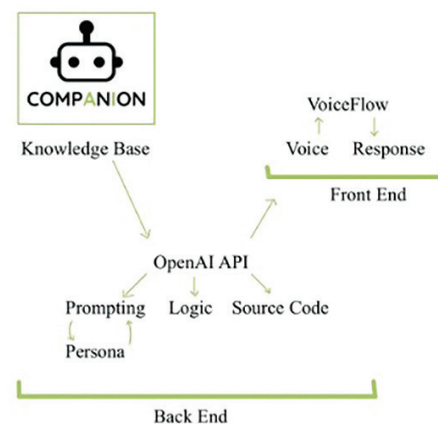 COMPANION
Knowledge Base
VoiceFlow
Voice Response
Front End
OpenAI API
Prompting Logic Source Code
Persona
Back End